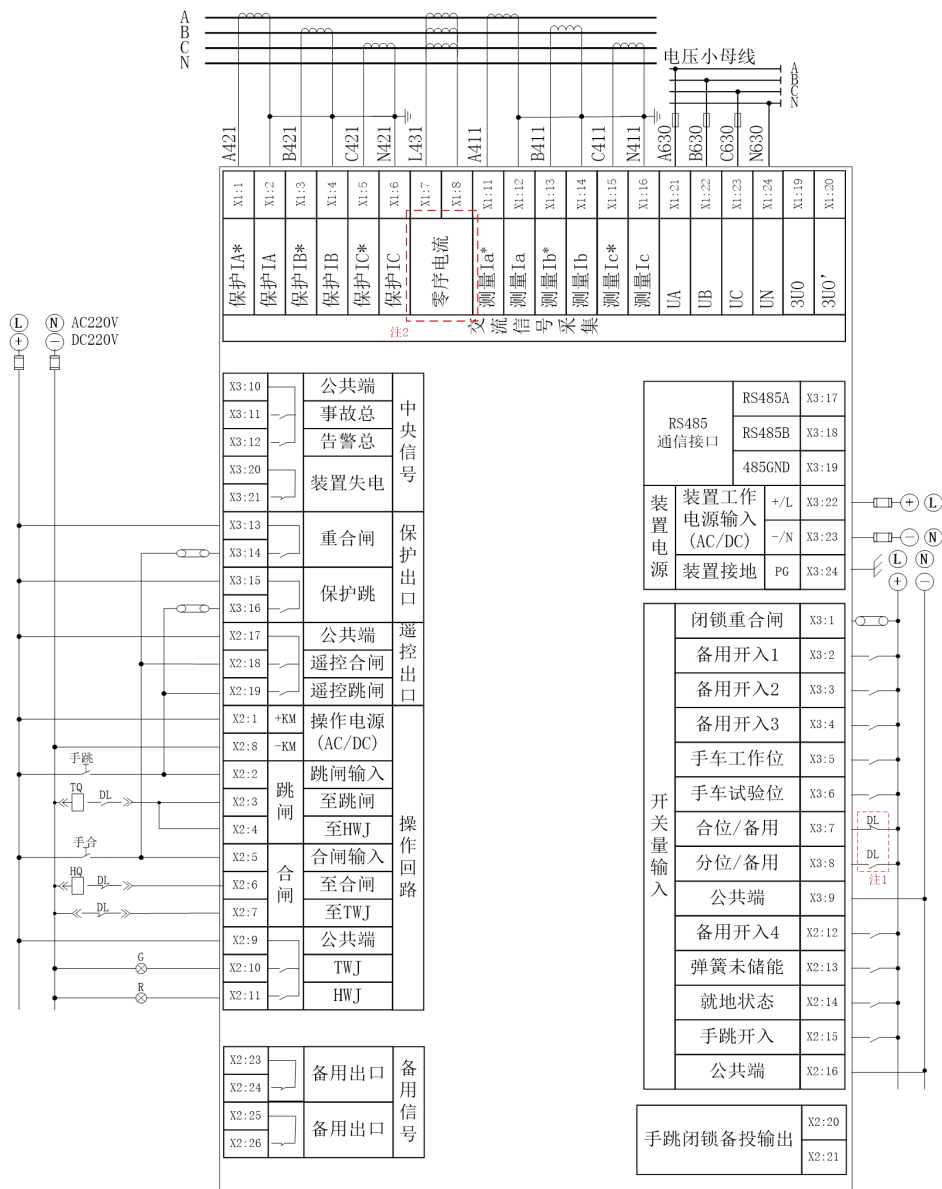 A
B
C
N
电压小母线
A
B
C
N
A421
B421
C421
N421
L431
A411
B411
C411
N411
A630
B630
C630
N630
X1:1
X1:2
X1:3
X1:4
X1:5
X1:6
X1:7
X1:8
X1:11
X1:12
X1:13
X1:14
X1:15
X1:16
X1:21
X1:22
X1:23
X1:24
X1:19
X1:20
保护IA*
保护IA
保护IB*
保护IB
保护IC*
保护IC
零序电流
测量Ia*
测量Ia
测量Ib*
测量Ib
测量Ic*
测量Ic
UA
UB
UC
UN
3U0
3U0'
注2
交流信号采集
L N AC220V
+ − DC220V
X3:10 公共端
X3:11 事故总
X3:12 告警总
X3:20
X3:21
装置失电
中央信号
X3:13
X3:14
重合闸
X3:15
X3:16
保护跳
保护出口
X2:17 公共端
X2:18 遥控合闸
X2:19 遥控跳闸
遥控出口
X2:1 +KM
X2:8 -KM
操作电源
(AC/DC)
手跳
X2:2 跳闸输入
TQ DL X2:3 至跳闸
X2:4 至HWJ
跳闸
手合
X2:5 合闸输入
HQ DL X2:6 至合闸
DL X2:7 至TWJ
合闸
X2:9 公共端
G X2:10 TWJ
R X2:11 HWJ
操作回路
X2:23
X2:24
备用出口
X2:25
X2:26
备用出口
备用信号
RS485
通信接口
RS485A X3:17
RS485B X3:18
485GND X3:19
装置电源
装置工作
电源输入
(AC/DC)
+/L X3:22 + L
-/N X3:23 − N
装置接地 PG X3:24
L N
+ −
开关量输入
闭锁重合闸 X3:1
备用开入1 X3:2
备用开入2 X3:3
备用开入3 X3:4
手车工作位 X3:5
手车试验位 X3:6
合位/备用 X3:7 DL
分位/备用 X3:8 DL
注1
公共端 X3:9
备用开入4 X2:12
弹簧未储能 X2:13
就地状态 X2:14
手跳开入 X2:15
公共端 X2:16
手跳闭锁备投输出
X2:20
X2:21